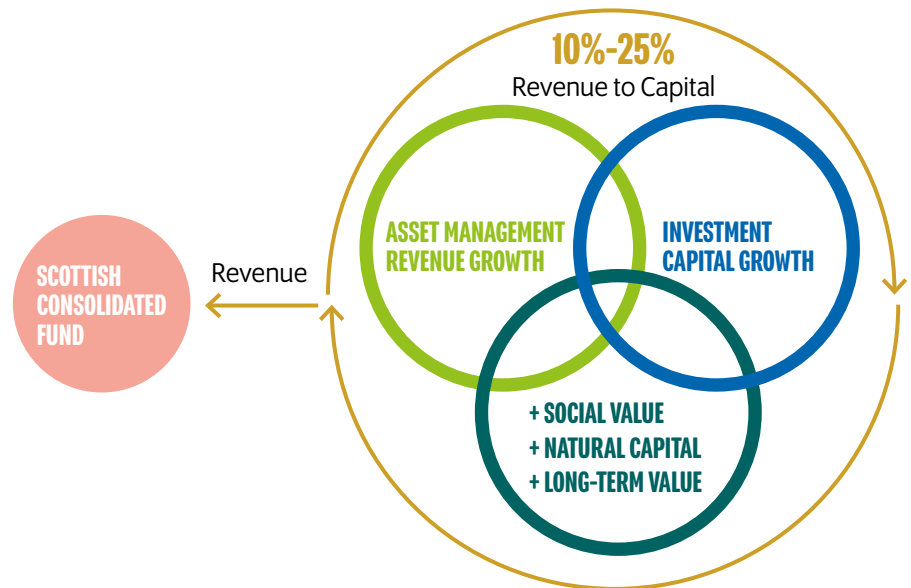 10%-25%
Revenue to Capital
ASSET MANAGEMENT
REVENUE GROWTH
INVESTMENT
CAPITAL GROWTH
SCOTTISH
CONSOLIDATED
FUND
Revenue
+ SOCIAL VALUE
+ NATURAL CAPITAL
+ LONG-TERM VALUE